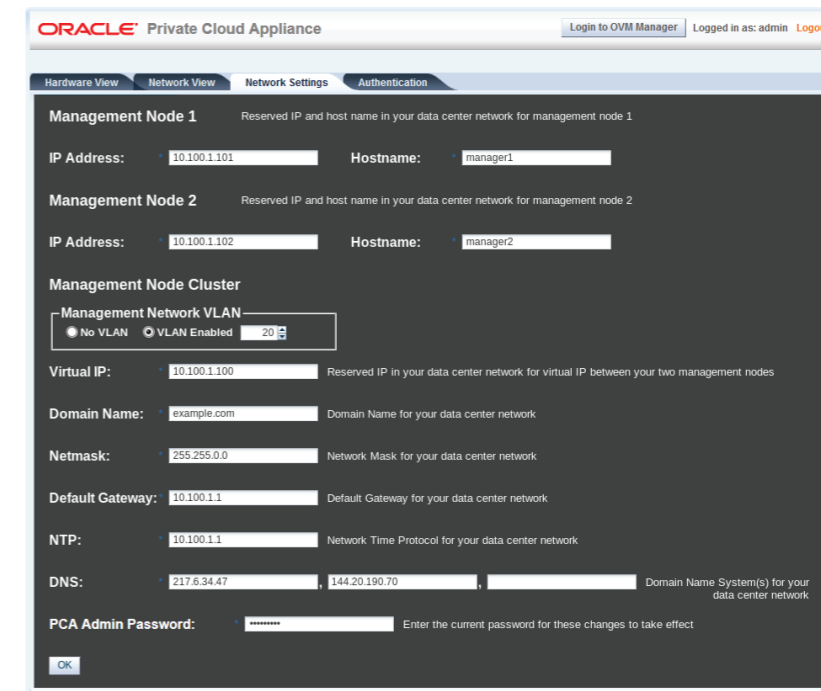 ORACLE® Private Cloud Appliance Login to OVM Manager Logged in as: admin
Hardware View Network View Network Settings Authentication
Management Node 1 Reserved IP and host name in your data center network for management node 1
IP Address: * 10.100.1.101 Hostname: * manager1
Management Node 2 Reserved IP and host name in your data center network for management node 2
IP Address: * 10.100.1.102 Hostname: * manager2
Management Node Cluster
Management Network VLAN
No VLAN VLAN Enabled 20
Virtual IP: * 10.100.1.100 Reserved IP in your data center network for virtual IP between your two management nodes
Domain Name: * example.com Domain Name for your data center network
Netmask: * 255.255.0.0 Network Mask for your data center network
Default Gateway: * 10.100.1.1 Default Gateway for your data center network
NTP: * 10.100.1.1 Network Time Protocol for your data center network
DNS: * 217.6.34.47 , 144.20.190.70 , Domain Name System(s) for your
data center network
PCA Admin Password: * ••••••••• Enter the current password for these changes to take effect
OK